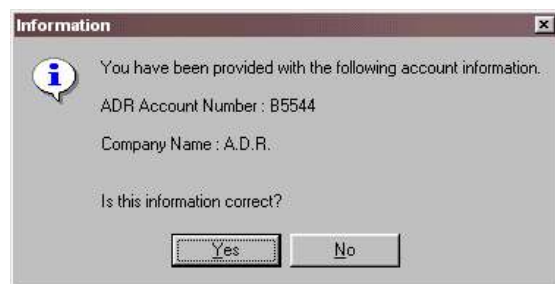 Information
You have been provided with the following account information.
ADR Account Number : B5544
Company Name : A.D.R.
Is this information correct?
Yes No